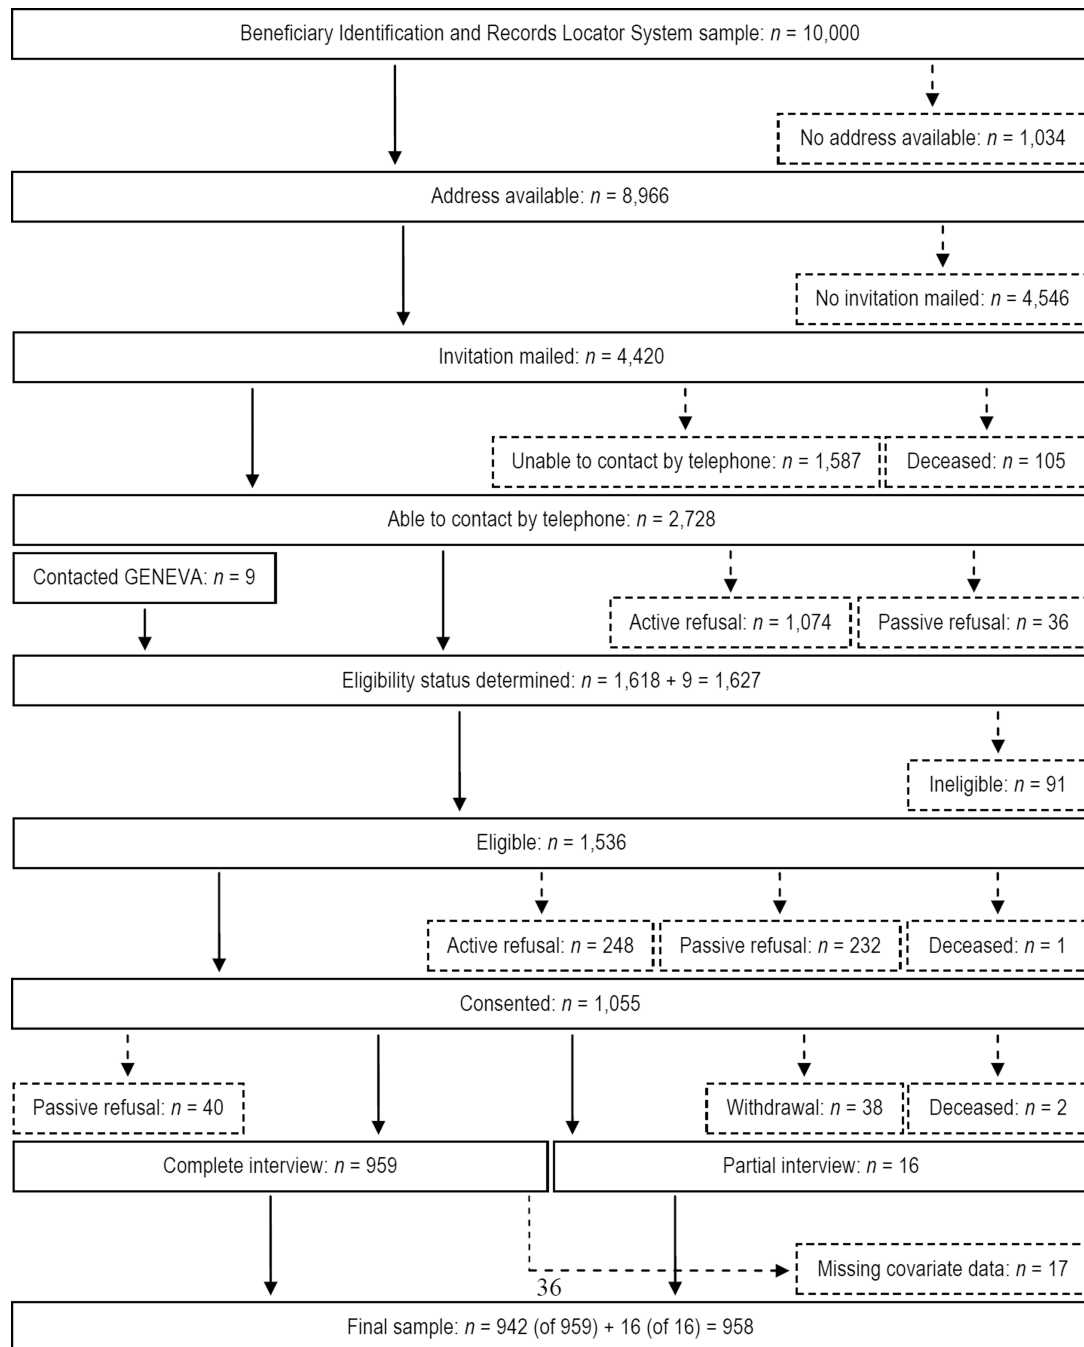 Beneficiary Identification and Records Locator System sample: n = 10,000
No address available: n = 1,034
Address available: n = 8,966
No invitation mailed: n = 4,546
Invitation mailed: n = 4,420
Unable to contact by telephone: n = 1,587
Deceased: n = 105
Able to contact by telephone: n = 2,728
Contacted GENEVA: n = 9
Active refusal: n = 1,074
Passive refusal: n = 36
Eligibility status determined: n = 1,618 + 9 = 1,627
Ineligible: n = 91
Eligible: n = 1,536
Active refusal: n = 248
Passive refusal: n = 232
Deceased: n = 1
Consented: n = 1,055
Passive refusal: n = 40
Withdrawal: n = 38
Deceased: n = 2
Complete interview: n = 959
Partial interview: n = 16
Missing covariate data: n = 17
36
Final sample: n = 942 (of 959) + 16 (of 16) = 958